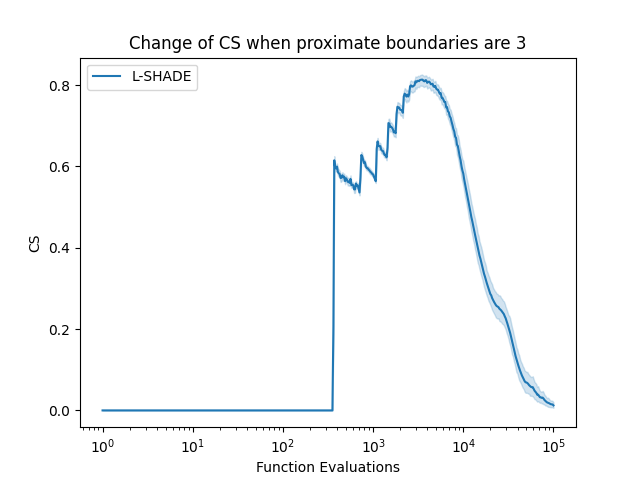 Change of CS when proximate boundaries are 3
L-SHADE
CS
0.8
0.6
0.4
0.2
0.0
10⁰ 10¹ 10² 10³ 10⁴ 10⁵
Function Evaluations